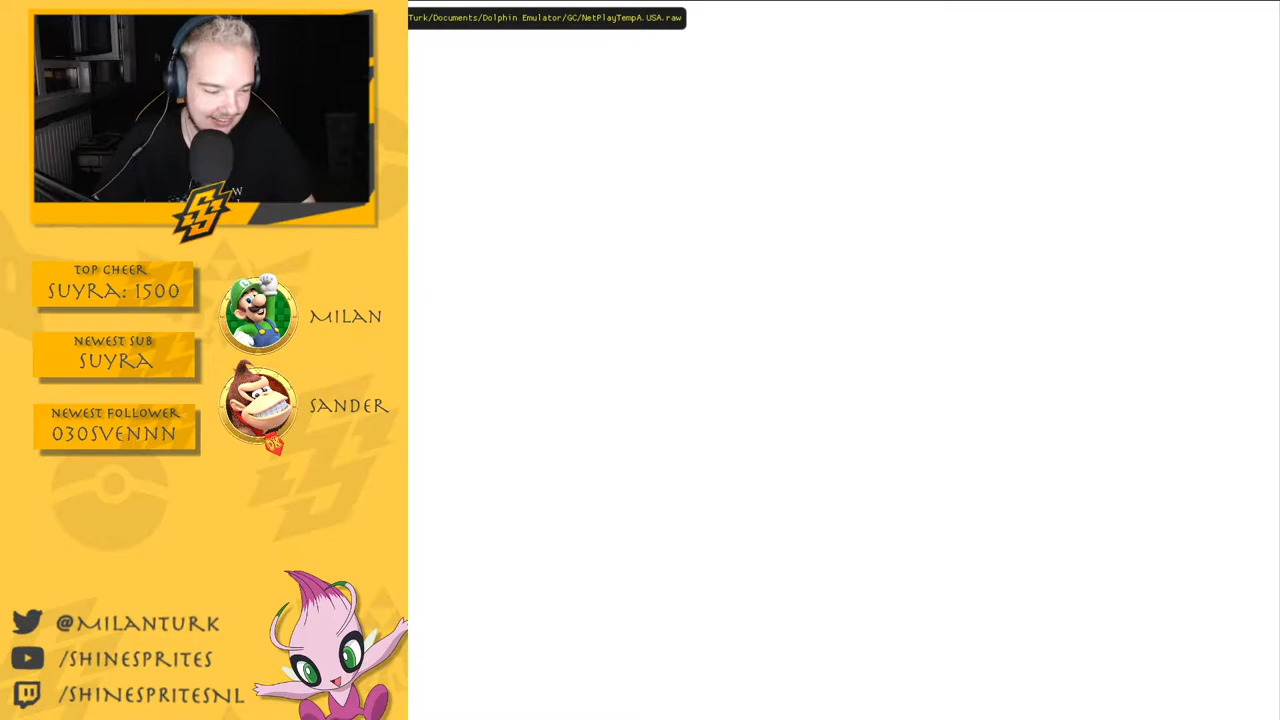 Turk/Documents/Dolphin Emulator/GC/NetPlayTempA.USA.raw
W
TOP CHEER
SUYRA: 1500
NEWEST SUB
SUYRA
NEWEST FOLLOWER
030SVENNN
MILAN
SANDER
DK
@MILANTURK
/SHINESPRITES
/SHINESPRITESNL